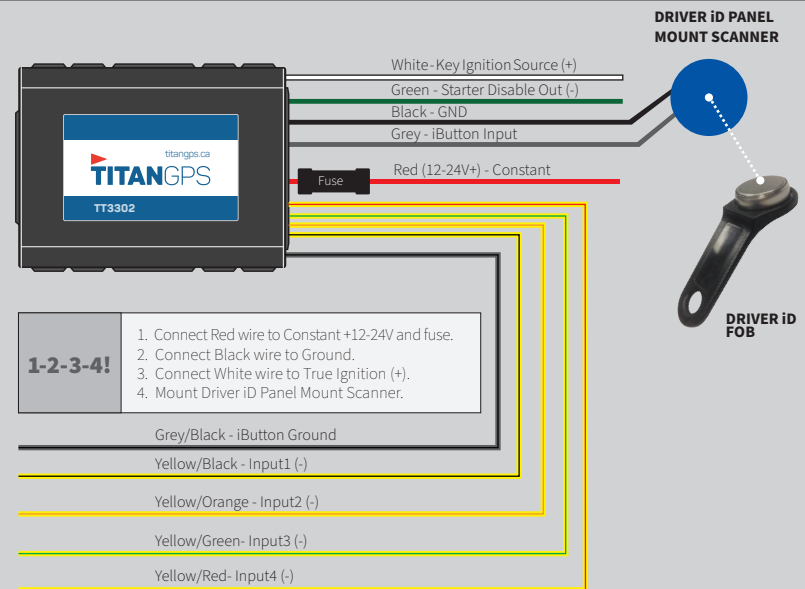 DRIVER iD PANEL
MOUNT SCANNER
White-Key Ignition Source (+)
Green - Starter Disable Out (-)
Black - GND
Grey - iButton Input
Red (12-24V+) - Constant
Fuse
titangps.ca
TITANGPS
TT3302
DRIVER iD
FOB
1-2-3-4!
1. Connect Red wire to Constant +12-24V and fuse.
2. Connect Black wire to Ground.
3. Connect White wire to True Ignition (+).
4. Mount Driver iD Panel Mount Scanner.
Grey/Black - iButton Ground
Yellow/Black - Input1 (-)
Yellow/Orange - Input2 (-)
Yellow/Green- Input3 (-)
Yellow/Red- Input4 (-)